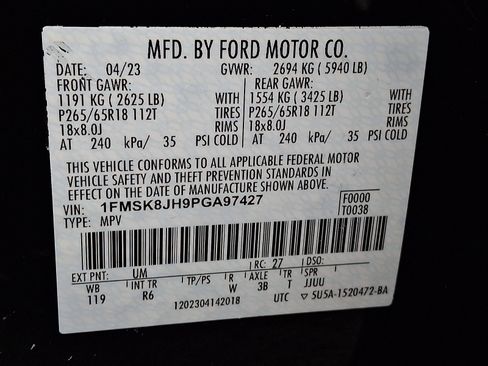 MFD. BY FORD MOTOR CO.
DATE: 04/23 GVWR: 2694 KG ( 5940 LB)
FRONT GAWR: REAR GAWR:
1191 KG ( 2625 LB) WITH 1554 KG ( 3425 LB) WITH
P265/65R18 112T TIRES P265/65R18 112T TIRES
18x8.0J RIMS 18x8.0J RIMS
AT 240 kPa/ 35 PSI COLD AT 240 kPa/ 35 PSI COLD
THIS VEHICLE CONFORMS TO ALL APPLICABLE FEDERAL MOTOR
VEHICLE SAFETY AND THEFT PREVENTION STANDARDS IN
EFFECT ON THE DATE OF MANUFACTURE SHOWN ABOVE.
VIN: 1FMSK8JH9PGA97427 F0000
TYPE: MPV T0038
EXT PNT: UM RC: 27 DSO:
WB INT TR TP/PS R AXLE TR SPR
119 R6 W 3B T JJUU
1202304142018 UTC 5U5A-1520472-BA